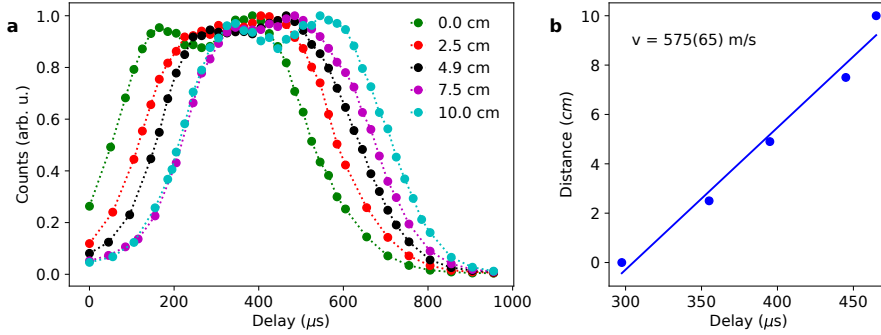 a
1.0
0.8
0.6
0.4
0.2
0.0
Counts (arb. u.)
0.0 cm
2.5 cm
4.9 cm
7.5 cm
10.0 cm
0
200
400
600
800
1000
Delay (μs)
b
v = 575(65) m/s
10
8
6
4
2
0
Distance (cm)
300
350
400
450
Delay (μs)